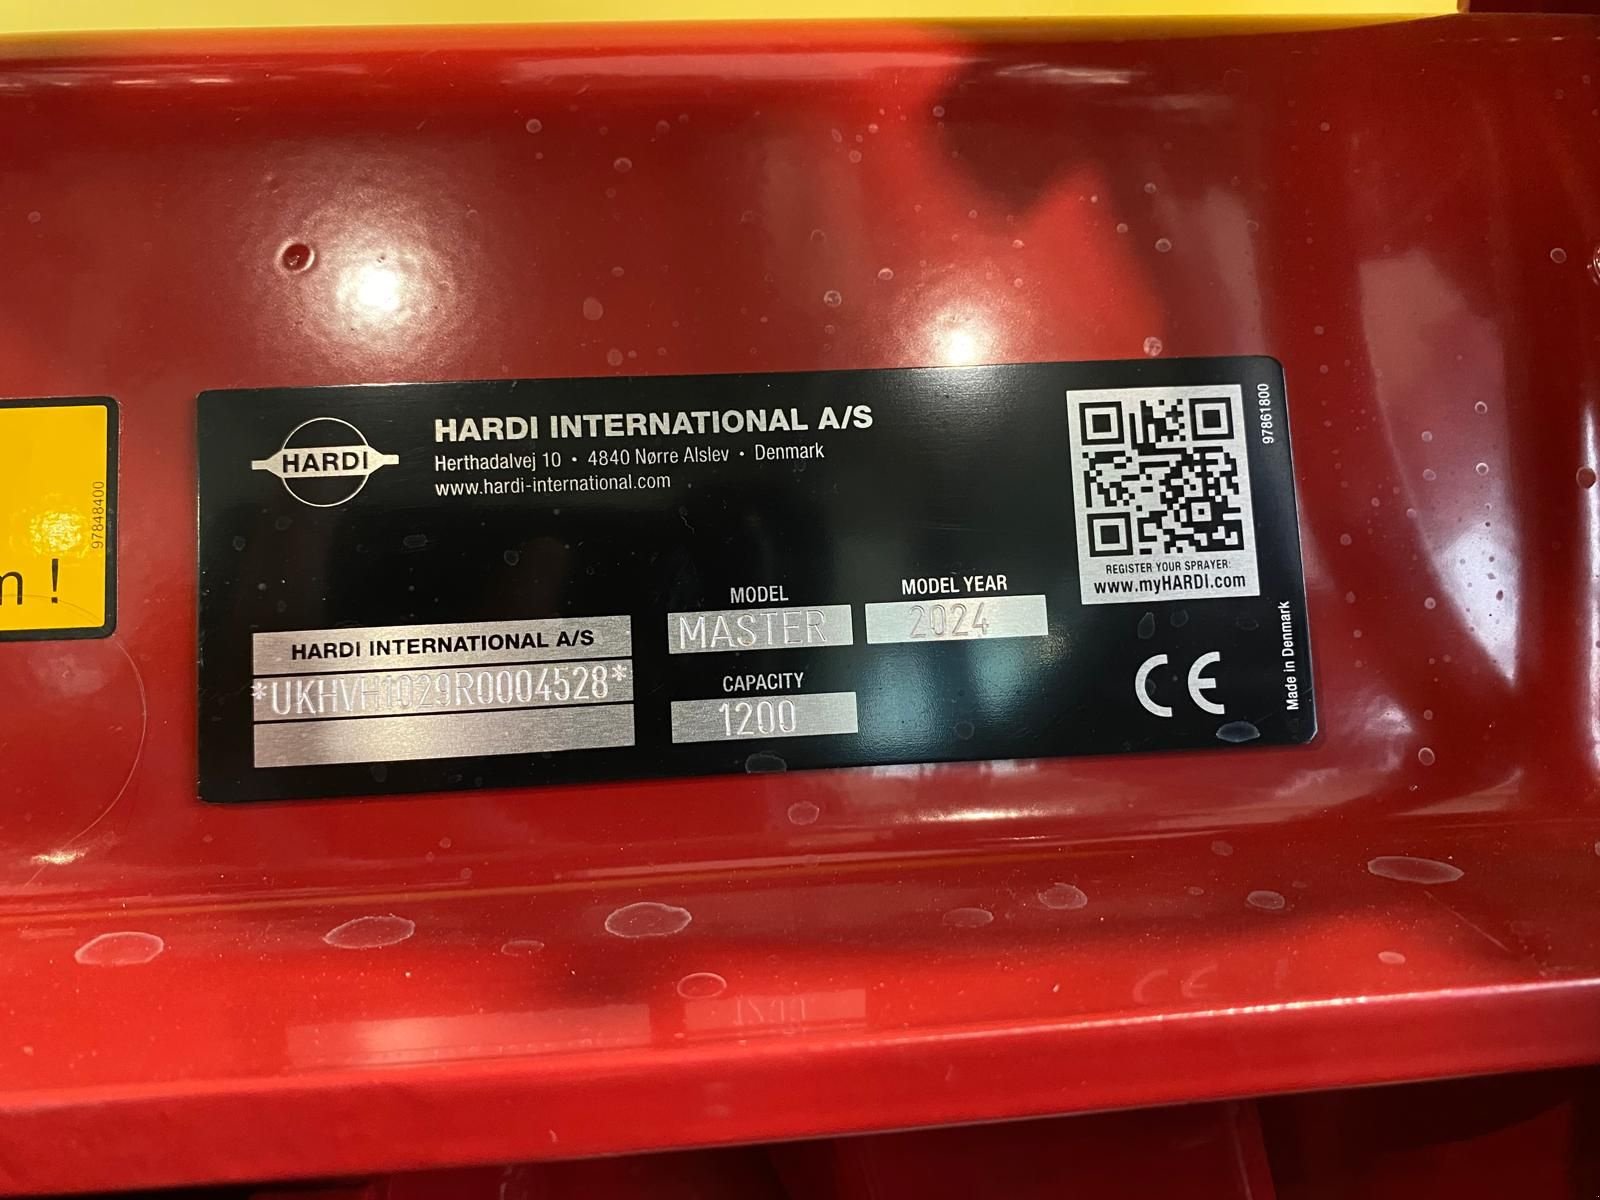 HARDI
HARDI INTERNATIONAL A/S
Herthadalvej 10 • 4840 Nørre Alslev • Denmark
www.hardi-international.com
97861800
REGISTER YOUR SPRAYER:
www.myHARDI.com
MODEL
MASTER
MODEL YEAR
2024
HARDI INTERNATIONAL A/S
*UKHVH1029R0004528*
CAPACITY
1200
CE
Made in Denmark
97848400
m!